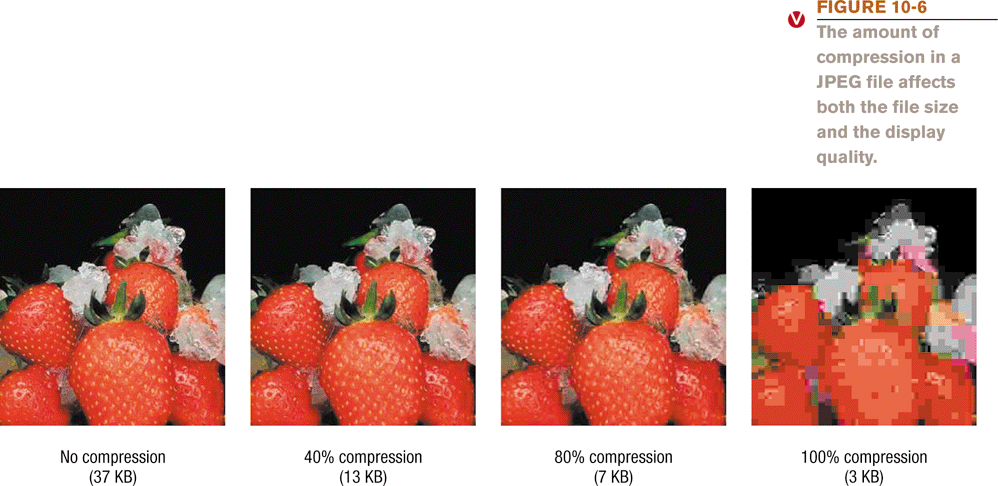 FIGURE 10-6
The amount of
compression in a
JPEG file affects
both the file size
and the display
quality.
No compression
(37 KB)
40% compression
(13 KB)
80% compression
(7 KB)
100% compression
(3 KB)